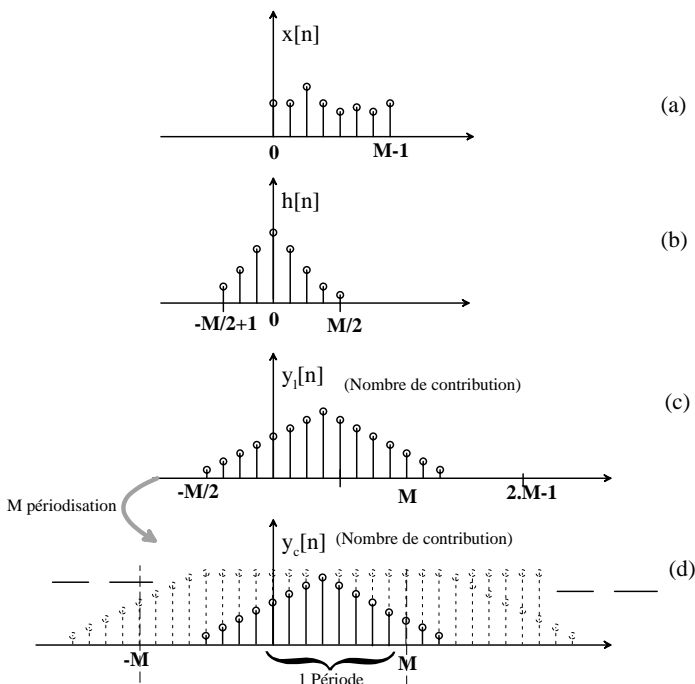 x[n]
(a)
0
M-1
h[n]
(b)
-M/2+1
0
M/2
y_l[n]
(Nombre de contribution)
(c)
-M/2
M
2.M-1
M périodisation
y_c[n]
(Nombre de contribution)
(d)
-M
M
1 Période